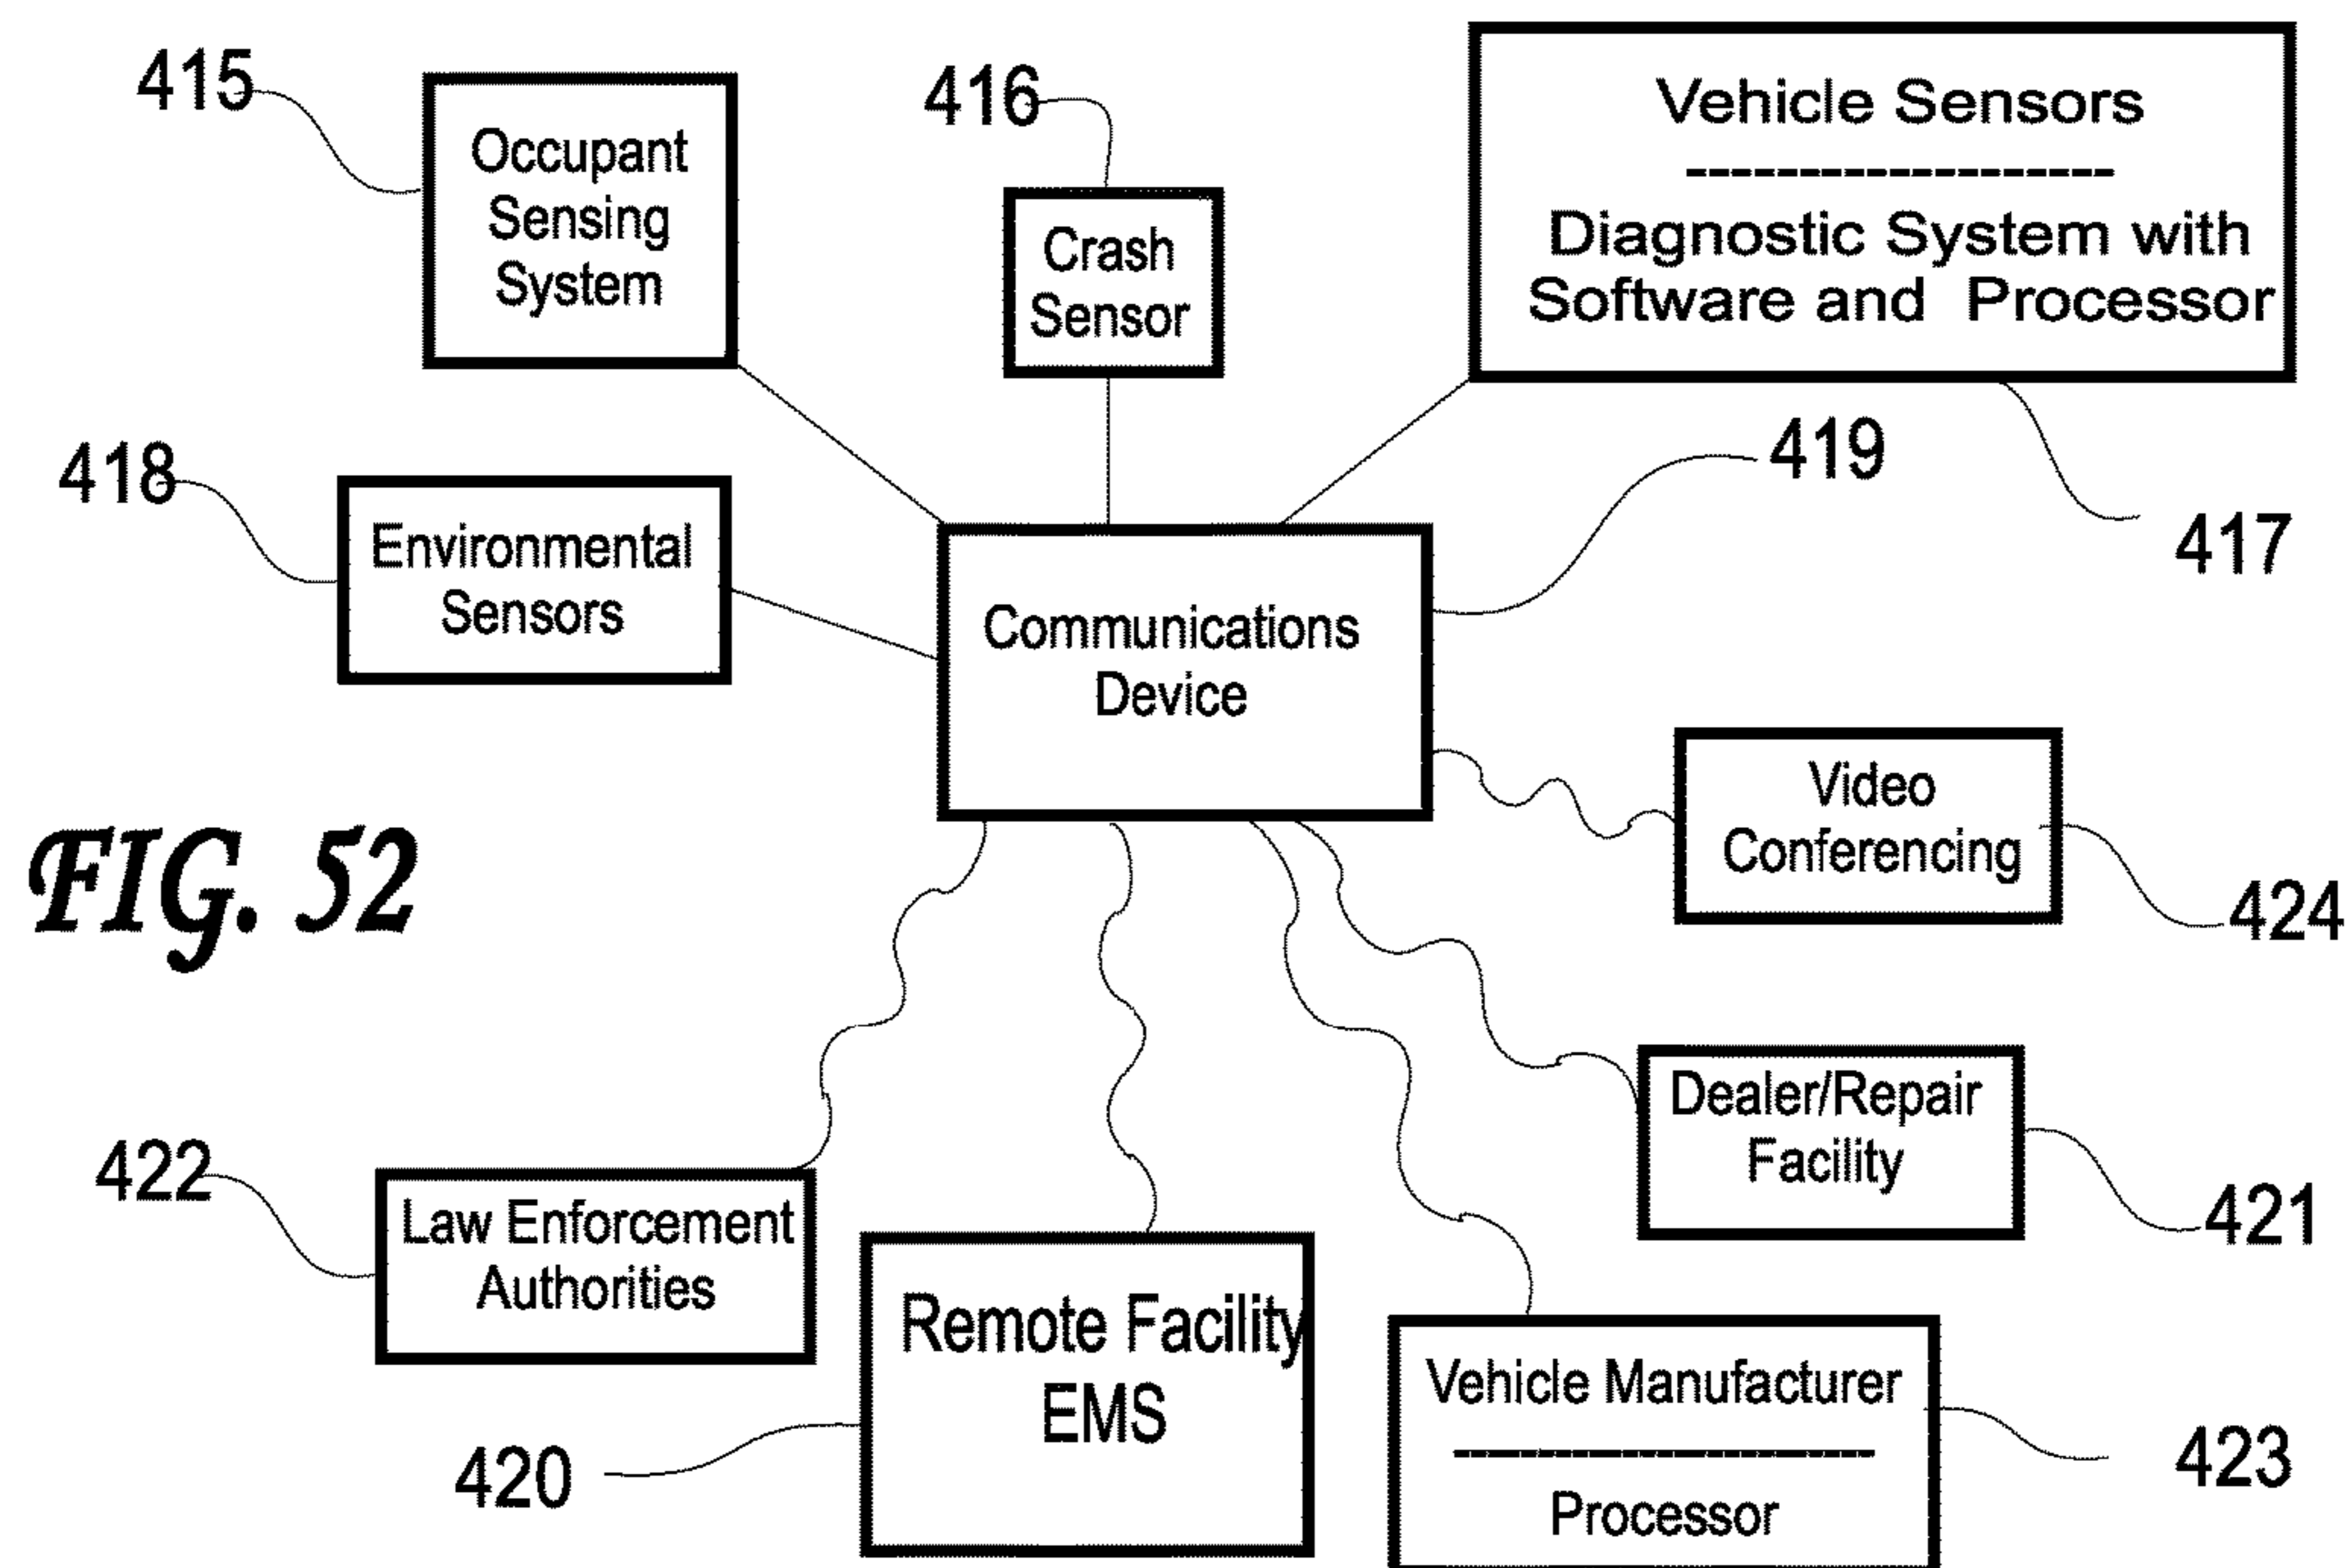 415
Occupant
Sensing
System
416
Crash
Sensor
Vehicle Sensors
Diagnostic System with
Software and Processor
417
418
Environmental
Sensors
419
Communications
Device
FIG. 52
Video
Conferencing
424
Dealer/Repair
Facility
421
422
Law Enforcement
Authorities
Remote Facility
EMS
420
Vehicle Manufacturer
Processor
423